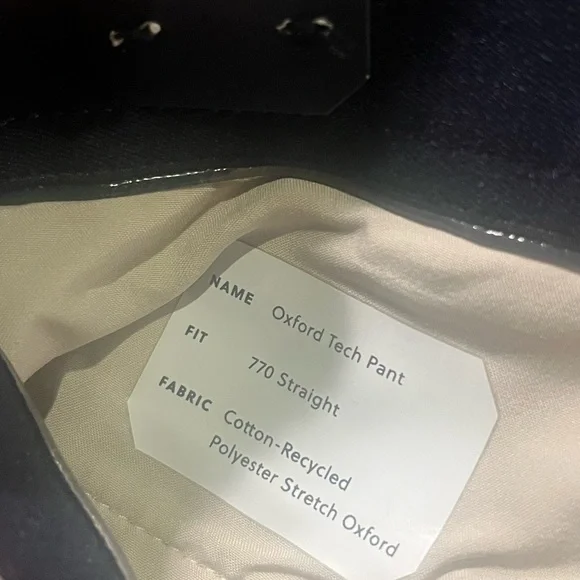 NAME Oxford Tech Pant
FIT 770 Straight
FABRIC Cotton-Recycled
Polyester Stretch Oxford